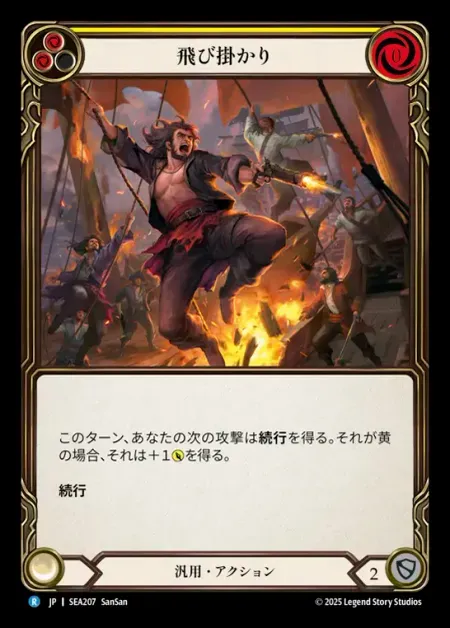 0
飛び掛かり
このターン、あなたの次の攻撃は続行を得る。それが黄
の場合、それは+1を得る。
続行
汎用・アクション
2
R JP | SEA207 SanSan
© 2025 Legend Story Studios